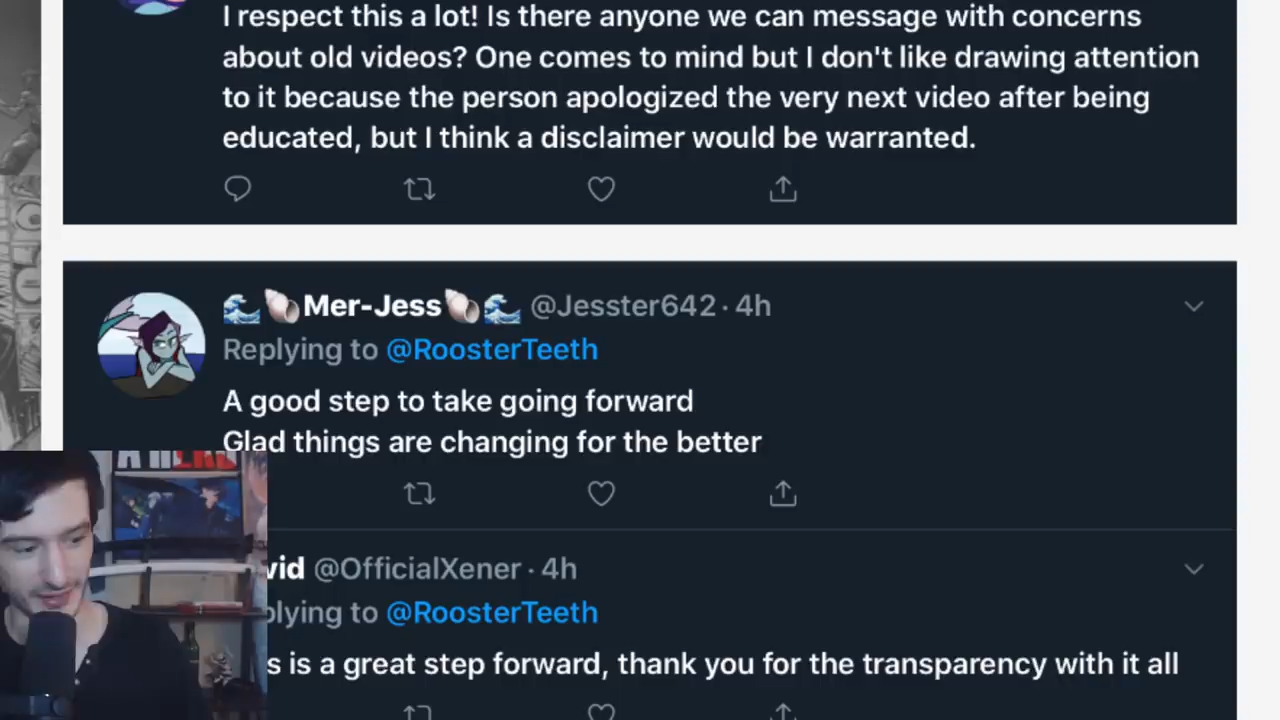 I respect this a lot! Is there anyone we can message with concerns
about old videos? One comes to mind but I don't like drawing attention
to it because the person apologized the very next video after being
educated, but I think a disclaimer would be warranted.
🌊🐚Mer-Jess🐚🌊 @Jesster642 · 4h
Replying to @RoosterTeeth
A good step to take going forward
Glad things are changing for the better
vid @OfficialXener · 4h
plying to @RoosterTeeth
s is a great step forward, thank you for the transparency with it all